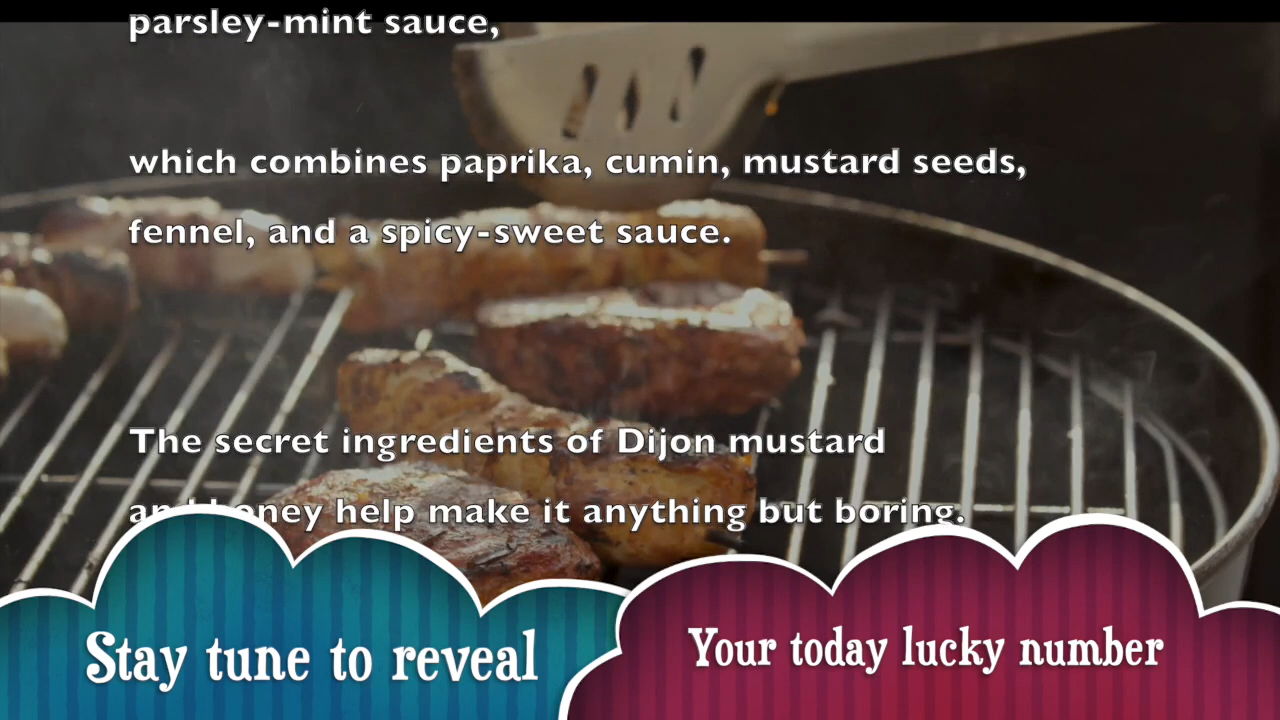 parsley-mint sauce,
which combines paprika, cumin, mustard seeds,
fennel, and a spicy-sweet sauce.
The secret ingredients of Dijon mustard
and honey help make it anything but boring.
Stay tune to reveal
Your today lucky number